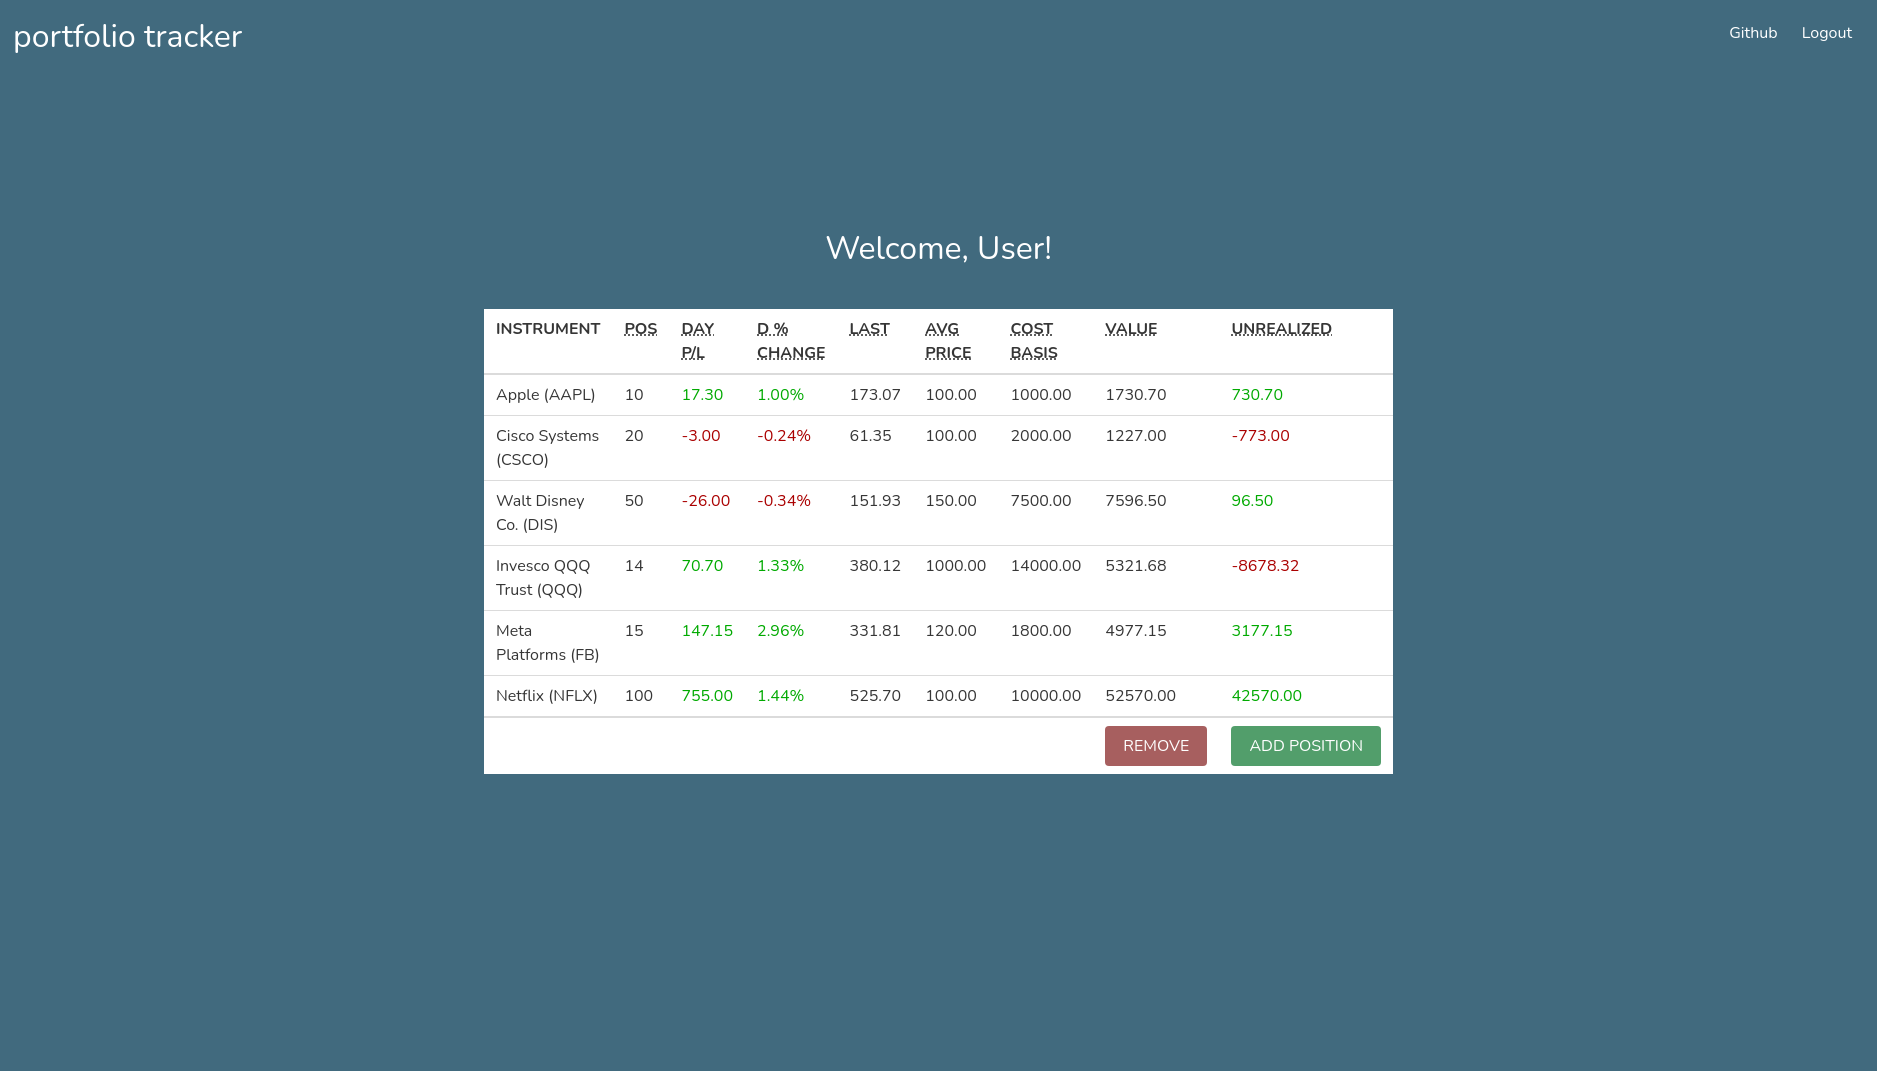 portfolio tracker Github Logout
Welcome, User!
INSTRUMENT POS DAY D % LAST AVG COST VALUE UNREALIZED
P/L CHANGE PRICE BASIS
Apple (AAPL) 10 17.30 1.00% 173.07 100.00 1000.00 1730.70 730.70
Cisco Systems 20 -3.00 -0.24% 61.35 100.00 2000.00 1227.00 -773.00
(CSCO)
Walt Disney 50 -26.00 -0.34% 151.93 150.00 7500.00 7596.50 96.50
Co. (DIS)
Invesco QQQ 14 70.70 1.33% 380.12 1000.00 14000.00 5321.68 -8678.32
Trust (QQQ)
Meta 15 147.15 2.96% 331.81 120.00 1800.00 4977.15 3177.15
Platforms (FB)
Netflix (NFLX) 100 755.00 1.44% 525.70 100.00 10000.00 52570.00 42570.00
REMOVE ADD POSITION